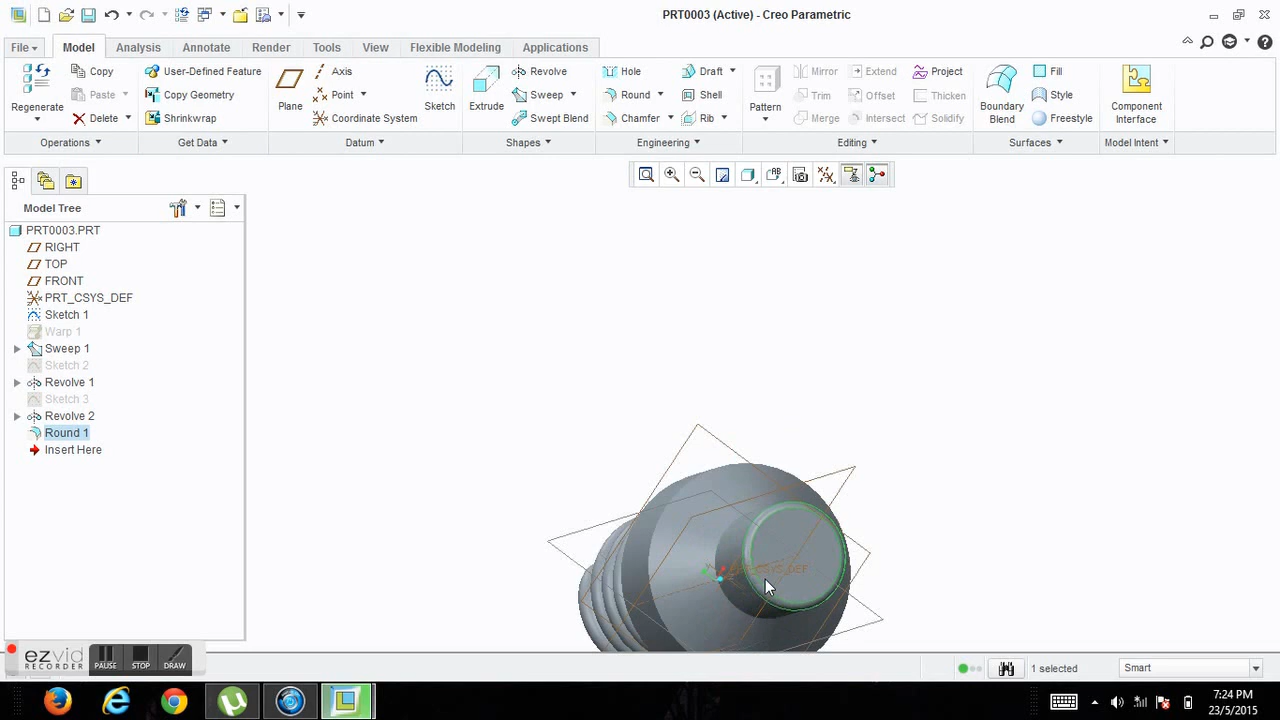 PRT0003 (Active) - Creo Parametric
File Model Analysis Annotate Render Tools View Flexible Modeling Applications
Regenerate
Copy
Paste
Delete
Operations
User-Defined Feature
Copy Geometry
Shrinkwrap
Get Data
Plane
Axis
Point
Coordinate System
Datum
Sketch
Extrude
Revolve
Sweep
Swept Blend
Shapes
Hole
Round
Chamfer
Draft
Shell
Rib
Engineering
Pattern
Mirror
Trim
Merge
Extend
Offset
Intersect
Project
Thicken
Solidify
Editing
Boundary
Blend
Fill
Style
Freestyle
Surfaces
Component
Interface
Model Intent
Model Tree
PRT0003.PRT
RIGHT
TOP
FRONT
PRT_CSYS_DEF
Sketch 1
Warp 1
Sweep 1
Sketch 2
Revolve 1
Sketch 3
Revolve 2
Round 1
Insert Here
ezvid
RECORDER
PAUSE STOP DRAW
1 selected
Smart
7:24 PM
23/5/2015